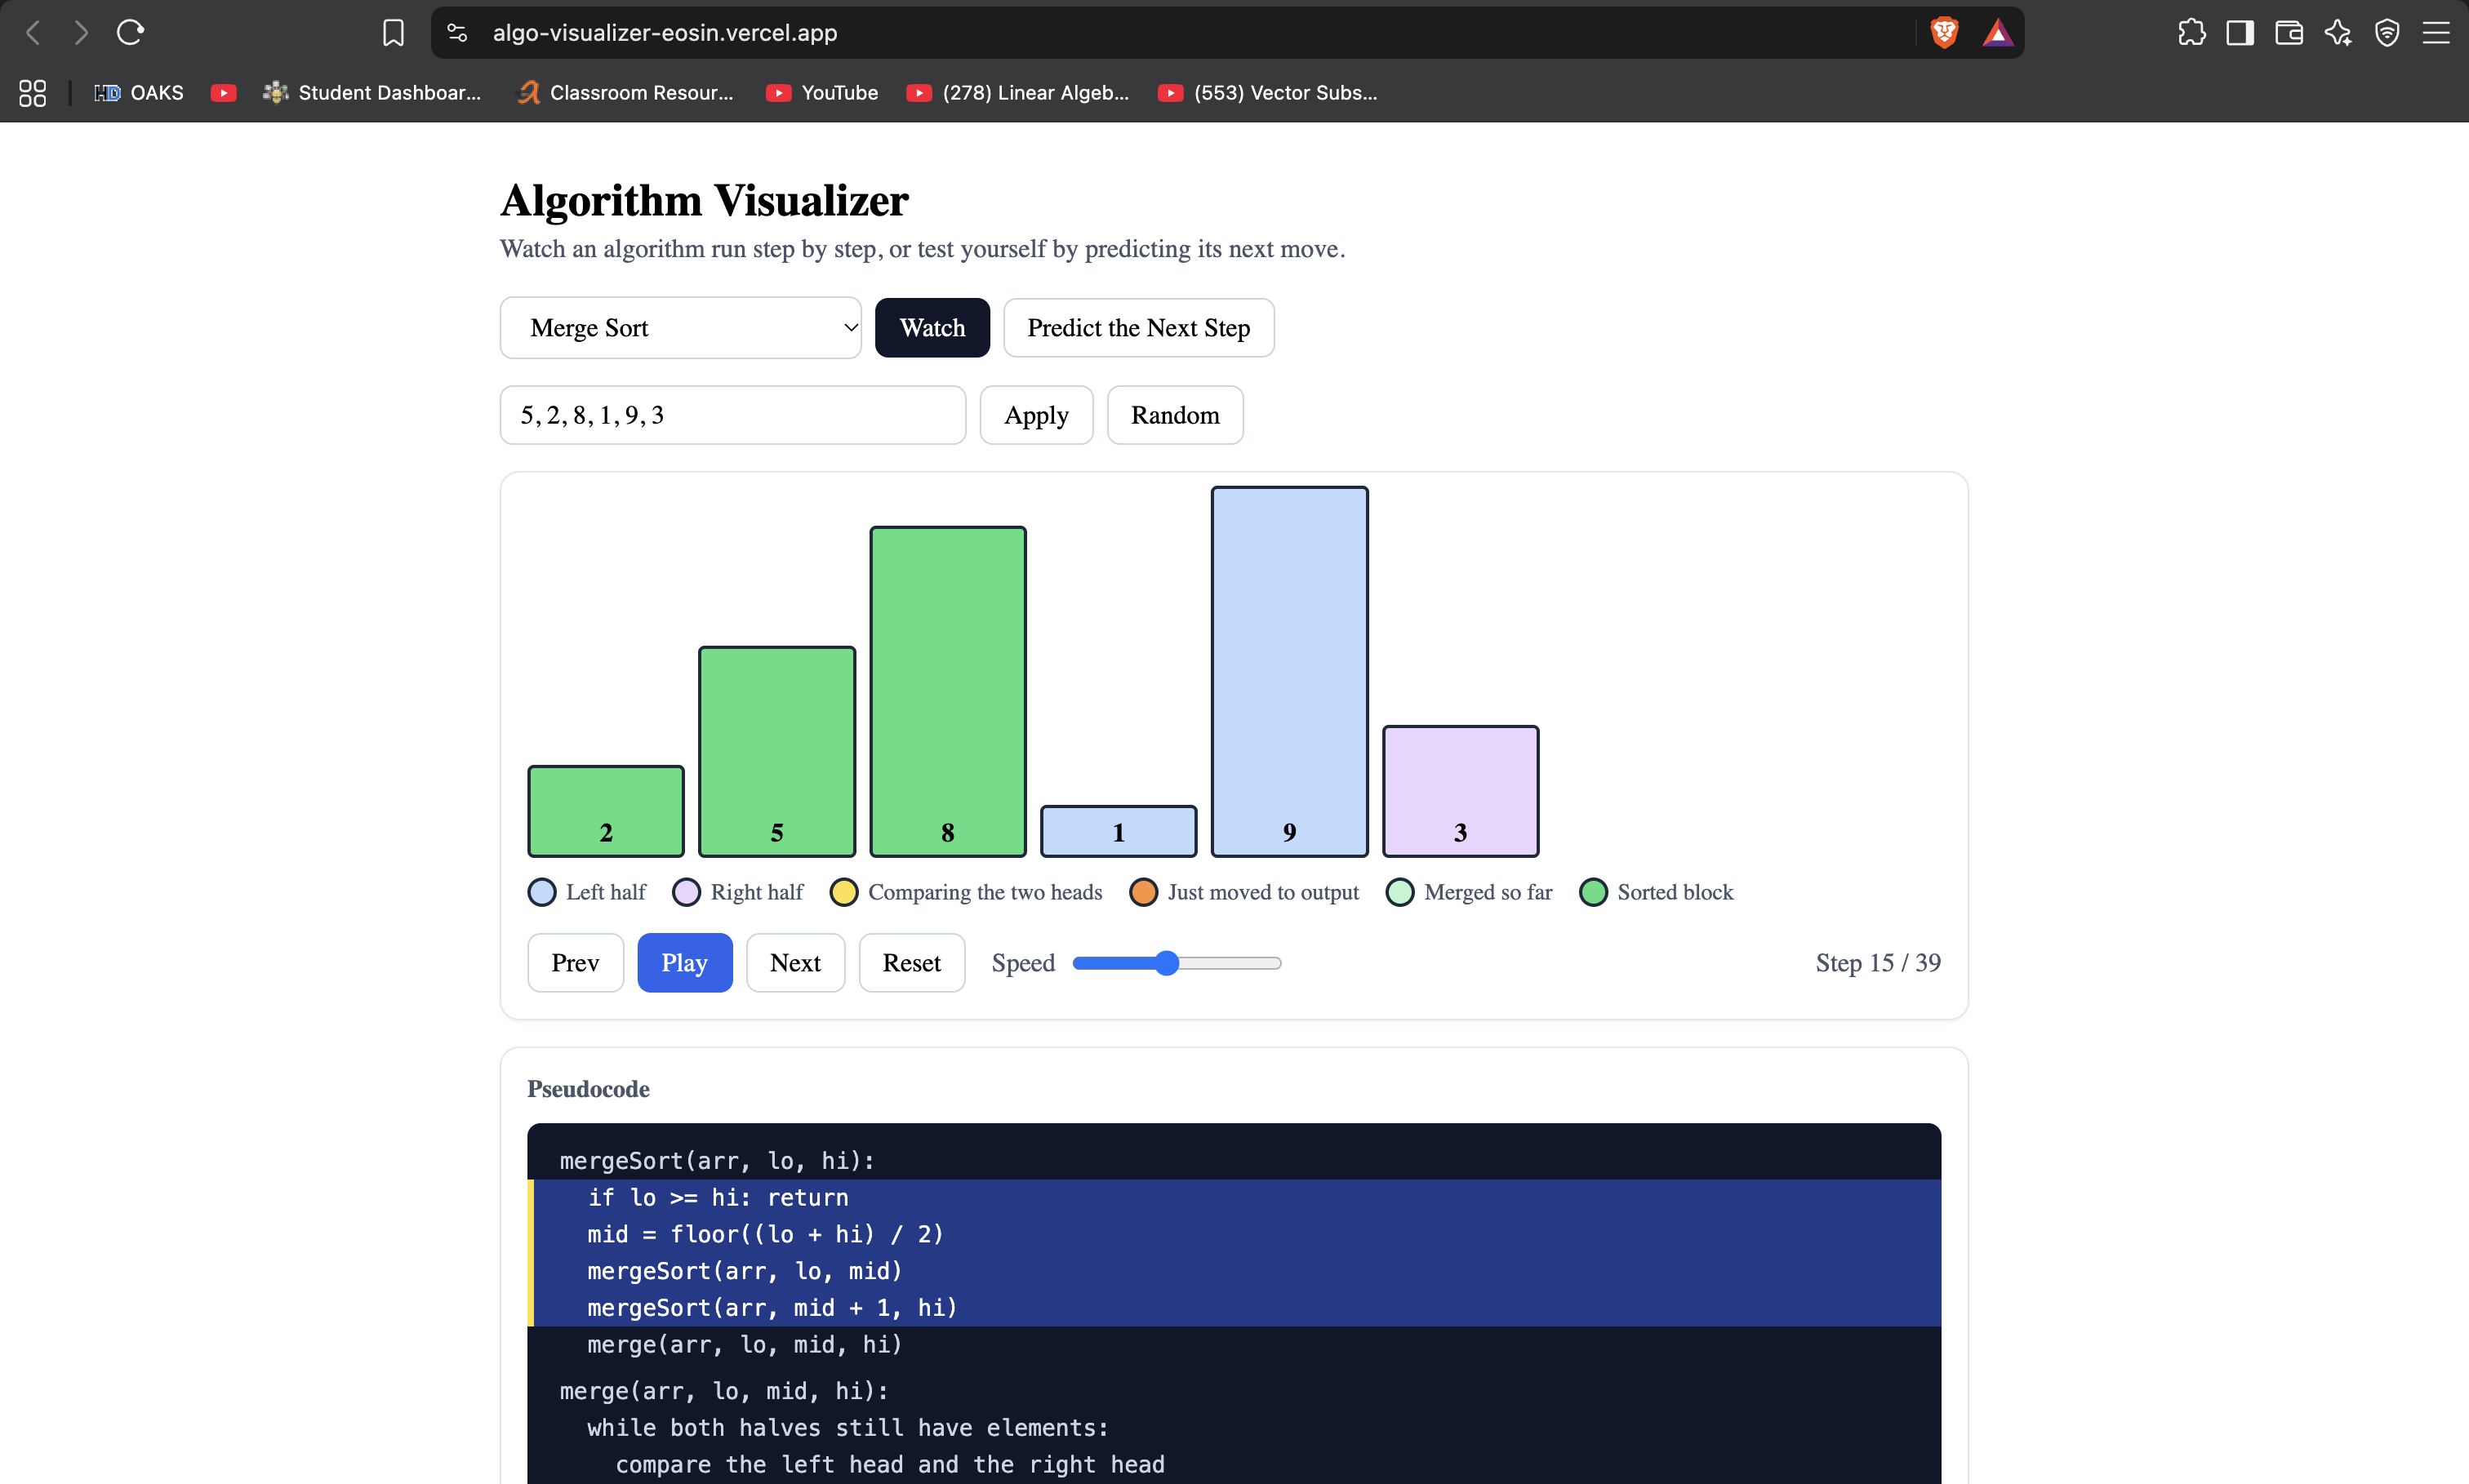 algo-visualizer-eosin.vercel.app
OAKS Student Dashboar... Classroom Resour... YouTube (278) Linear Algeb... (553) Vector Subs...
Algorithm Visualizer
Watch an algorithm run step by step, or test yourself by predicting its next move.
Merge Sort Watch Predict the Next Step
5, 2, 8, 1, 9, 3 Apply Random
2 5 8 1 9 3
Left half Right half Comparing the two heads Just moved to output Merged so far Sorted block
Prev Play Next Reset Speed Step 15 / 39
Pseudocode
mergeSort(arr, lo, hi):
if lo >= hi: return
mid = floor((lo + hi) / 2)
mergeSort(arr, lo, mid)
mergeSort(arr, mid + 1, hi)
merge(arr, lo, mid, hi)
merge(arr, lo, mid, hi):
while both halves still have elements:
compare the left head and the right head